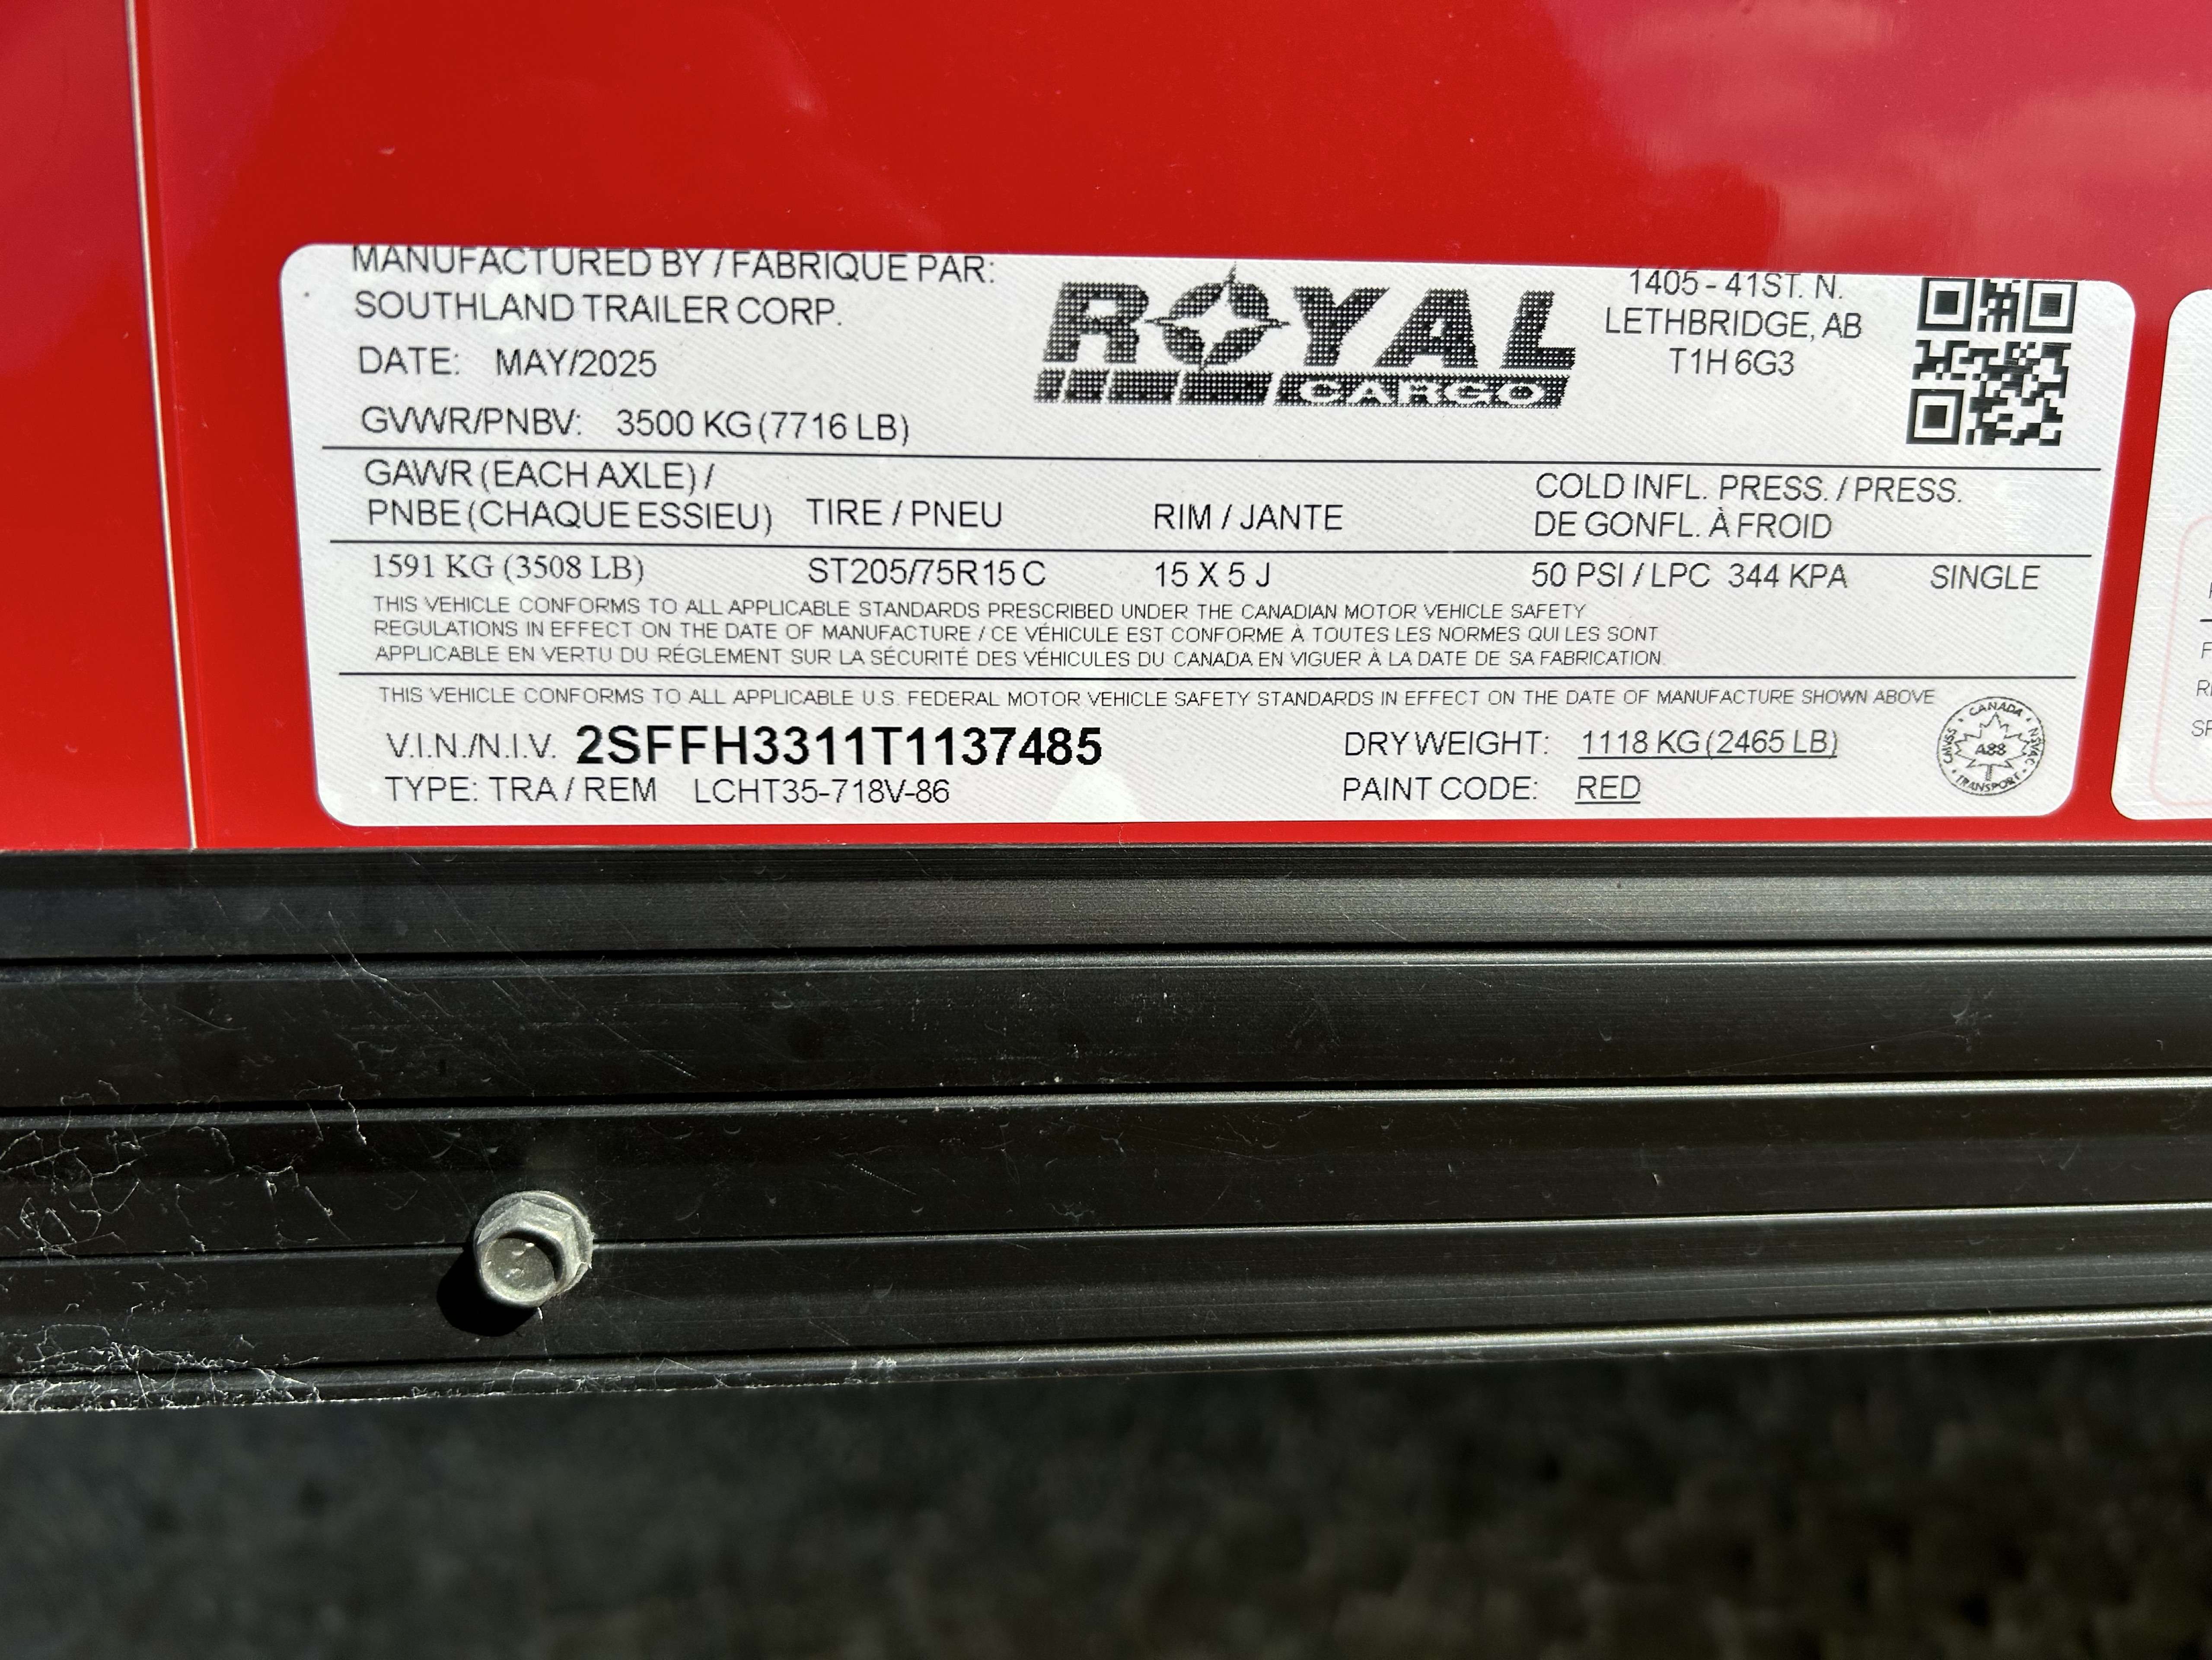 MANUFACTURED BY / FABRIQUE PAR:
SOUTHLAND TRAILER CORP.
DATE: MAY/2025
GVWR/PNBV: 3500 KG (7716 LB)
ROYAL
CARGO
1405 - 41ST. N.
LETHBRIDGE, AB
T1H 6G3
GAWR (EACH AXLE) /
PNBE (CHAQUE ESSIEU) TIRE / PNEU RIM / JANTE
COLD INFL. PRESS. / PRESS.
DE GONFL. À FROID
1591 KG (3508 LB) ST205/75R15 C 15 X 5 J 50 PSI / LPC 344 KPA SINGLE
THIS VEHICLE CONFORMS TO ALL APPLICABLE STANDARDS PRESCRIBED UNDER THE CANADIAN MOTOR VEHICLE SAFETY
REGULATIONS IN EFFECT ON THE DATE OF MANUFACTURE / CE VÉHICULE EST CONFORME À TOUTES LES NORMES QUI LES SONT
APPLICABLE EN VERTU DU RÉGLEMENT SUR LA SÉCURITÉ DES VÉHICULES DU CANADA EN VIGUER À LA DATE DE SA FABRICATION.
THIS VEHICLE CONFORMS TO ALL APPLICABLE U.S. FEDERAL MOTOR VEHICLE SAFETY STANDARDS IN EFFECT ON THE DATE OF MANUFACTURE SHOWN ABOVE
V.I.N./N.I.V. 2SFFH3311T1137485 DRY WEIGHT: 1118 KG (2465 LB)
TYPE: TRA / REM LCHT35-718V-86 PAINT CODE: RED
CANADA
CMVSS NSVAC
A88
TRANSPORT